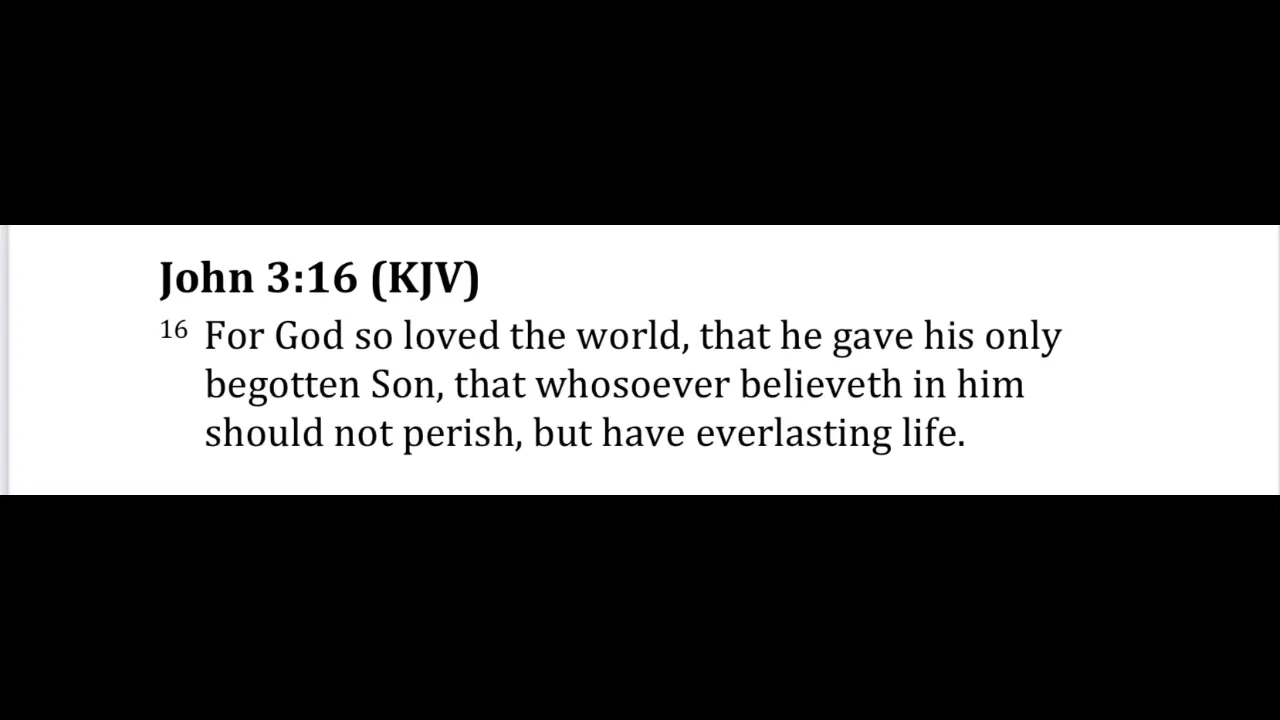 John 3:16 (KJV)
16 For God so loved the world, that he gave his only
begotten Son, that whosoever believeth in him
should not perish, but have everlasting life.